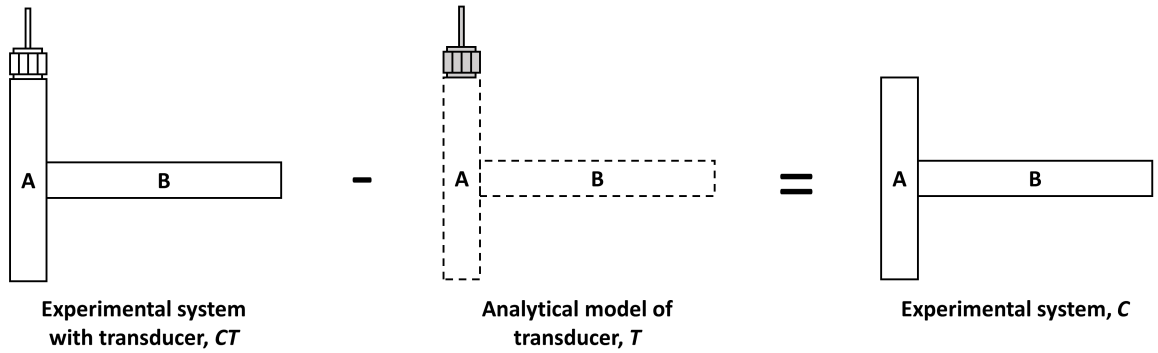 A
B
-
A
B
=
A
B
Experimental system
with transducer, CT
Analytical model of
transducer, T
Experimental system, C